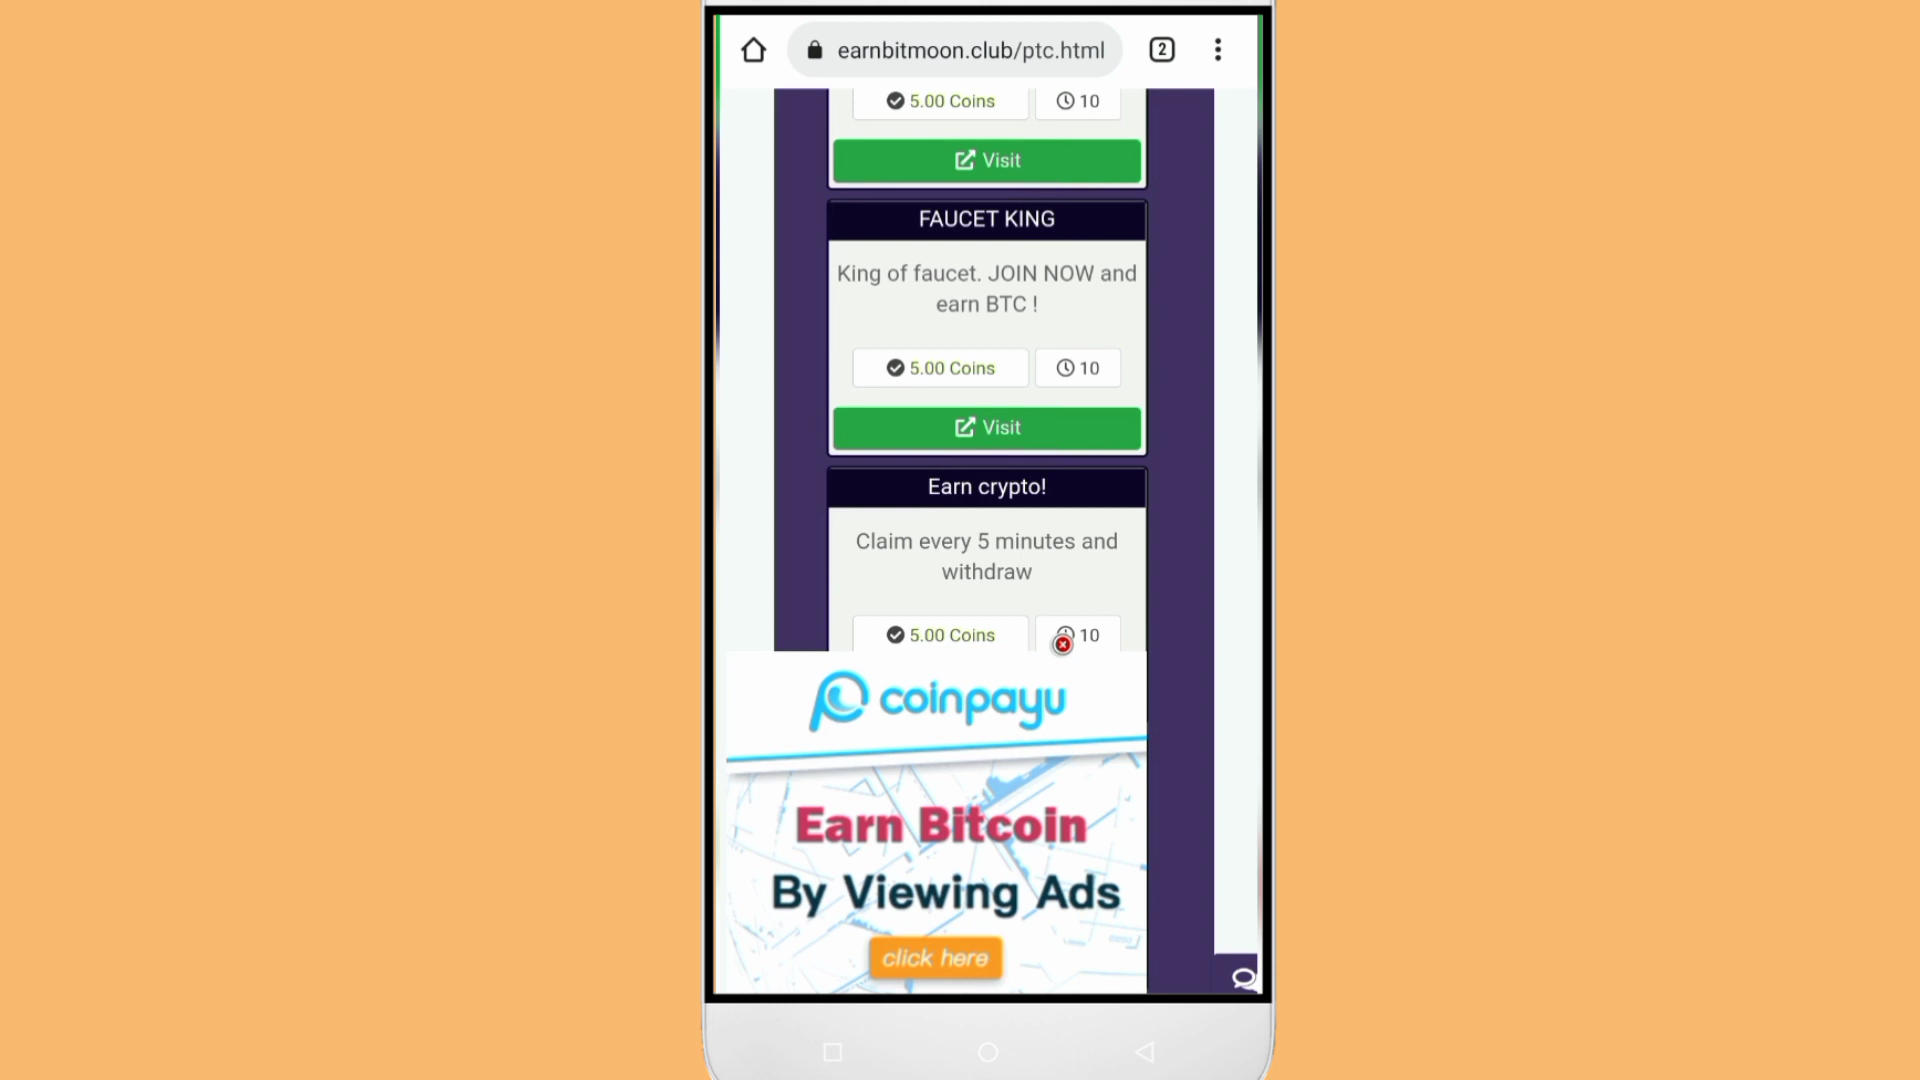 earnbitmoon.club/ptc.html
2
5.00 Coins
10
Visit
FAUCET KING
King of faucet. JOIN NOW and
earn BTC !
5.00 Coins
10
Visit
Earn crypto!
Claim every 5 minutes and
withdraw
5.00 Coins
10
coinpayu
Earn Bitcoin
By Viewing Ads
click here